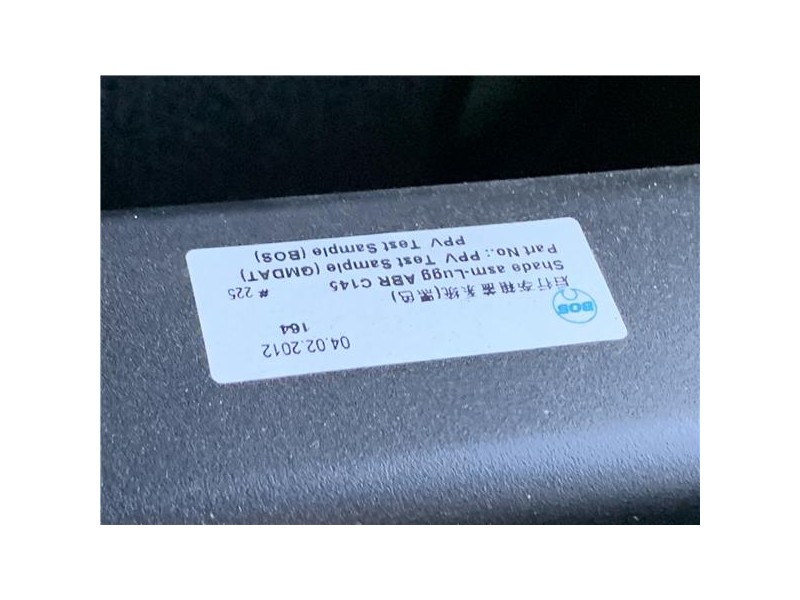 04.02.2012
164
BOS
后行李箱盖系统(黑色)
Shade asm-Lugg ABR C145 # 225
Part No.: PPV Test Sample (GMDAT)
PPV Test Sample (BOS)